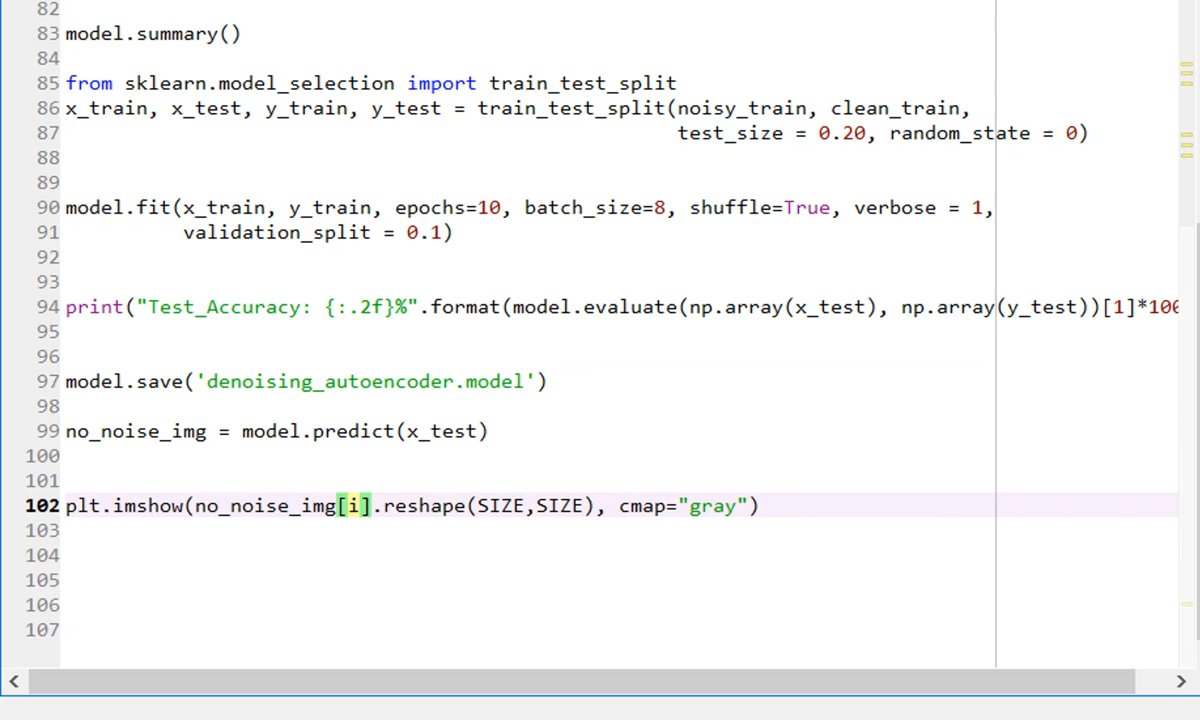 82
83 model.summary()
84
85 from sklearn.model_selection import train_test_split
86 x_train, x_test, y_train, y_test = train_test_split(noisy_train, clean_train,
87 test_size = 0.20, random_state = 0)
88
89
90 model.fit(x_train, y_train, epochs=10, batch_size=8, shuffle=True, verbose = 1,
91 validation_split = 0.1)
92
93
94 print("Test_Accuracy: {:.2f}%".format(model.evaluate(np.array(x_test), np.array(y_test))[1]*100
95
96
97 model.save('denoising_autoencoder.model')
98
99 no_noise_img = model.predict(x_test)
100
101
102 plt.imshow(no_noise_img[i].reshape(SIZE,SIZE), cmap="gray")
103
104
105
106
107